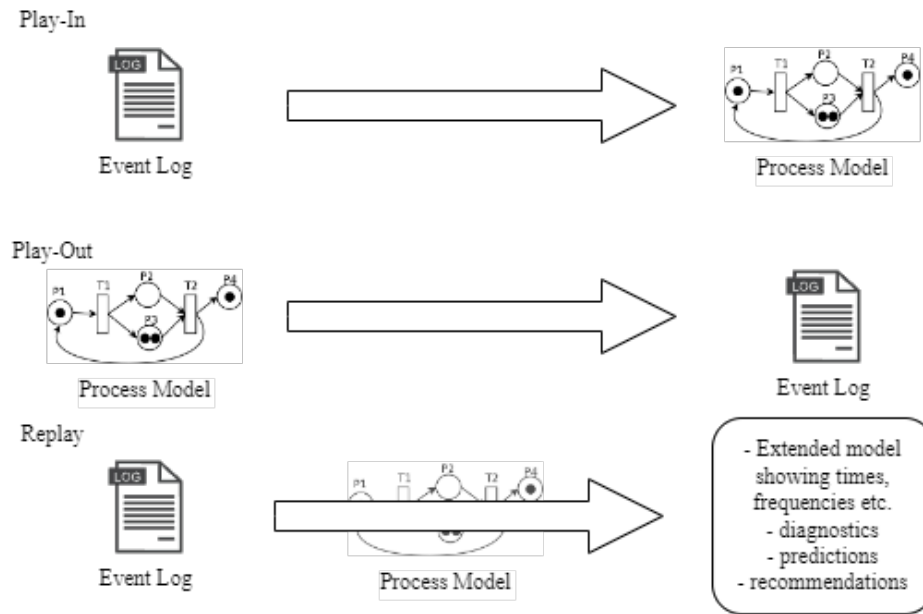 Play-In
LOG
P1 T1 P2 P3 T2 P4
Event Log
Process Model
Play-Out
P1 T1 P2 P3 T2 P4
LOG
Process Model
Event Log
Replay
LOG
P1 T1 P2 T2 P4
Event Log
Process Model
- Extended model
showing times,
frequencies etc.
- diagnostics
- predictions
- recommendations